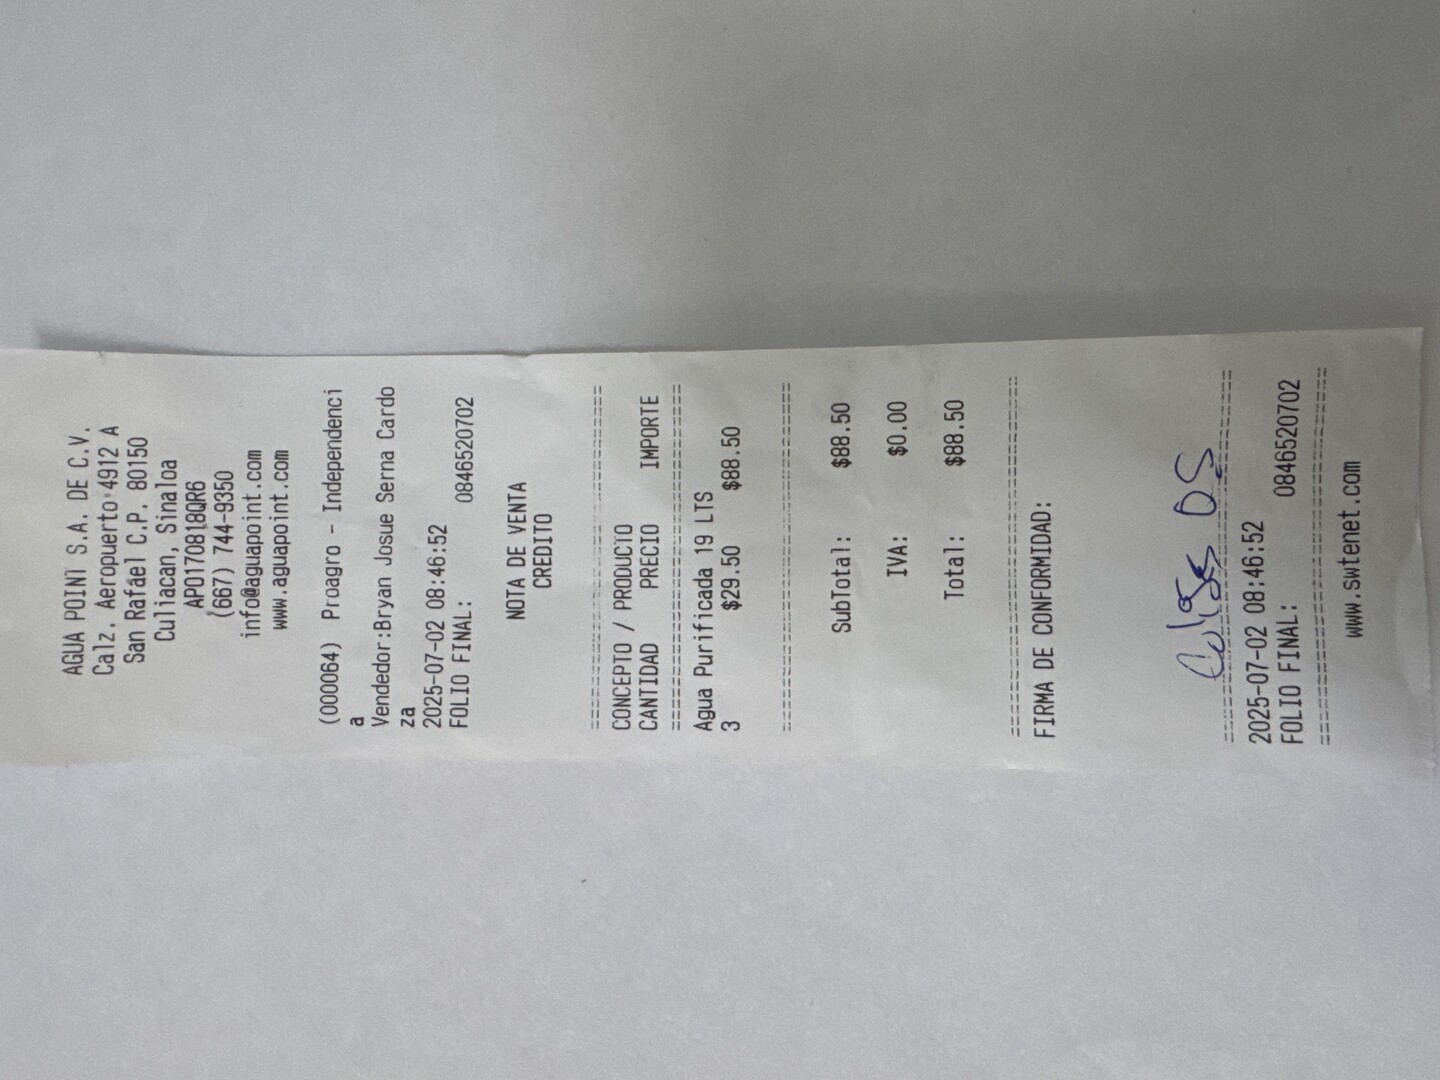 AGUA POINT S.A. DE C.V.
Calz. Aeropuerto 4912 A
San Rafael C.P. 80150
Culiacan, Sinaloa
APO170818QR6
(667) 744-9350
info@aguapoint.com
www.aguapoint.com
(000064) Proagro - Independenci
a
Vendedor:Bryan Josue Serna Cardo
za
2025-07-02 08:46:52
FOLIO FINAL: 0846520702
NOTA DE VENTA
CREDITO
CONCEPTO / PRODUCTO
CANTIDAD PRECIO IMPORTE
Agua Purificada 19 LTS
3 $29.50 $88.50
SubTotal: $88.50
IVA: $0.00
Total: $88.50
FIRMA DE CONFORMIDAD:
2025-07-02 08:46:52
FOLIO FINAL: 0846520702
www.swtenet.com